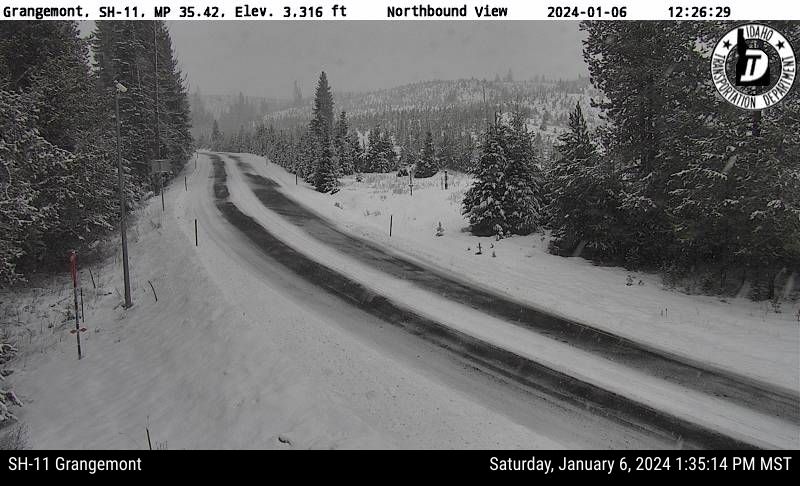 Grangemont, SH-11, MP 35.42, Elev. 3,316 ft Northbound View 2024-01-06 12:26:29
IDAHO
TRANSPORTATION DEPARTMENT
SH-11 Grangemont Saturday, January 6, 2024 1:35:14 PM MST